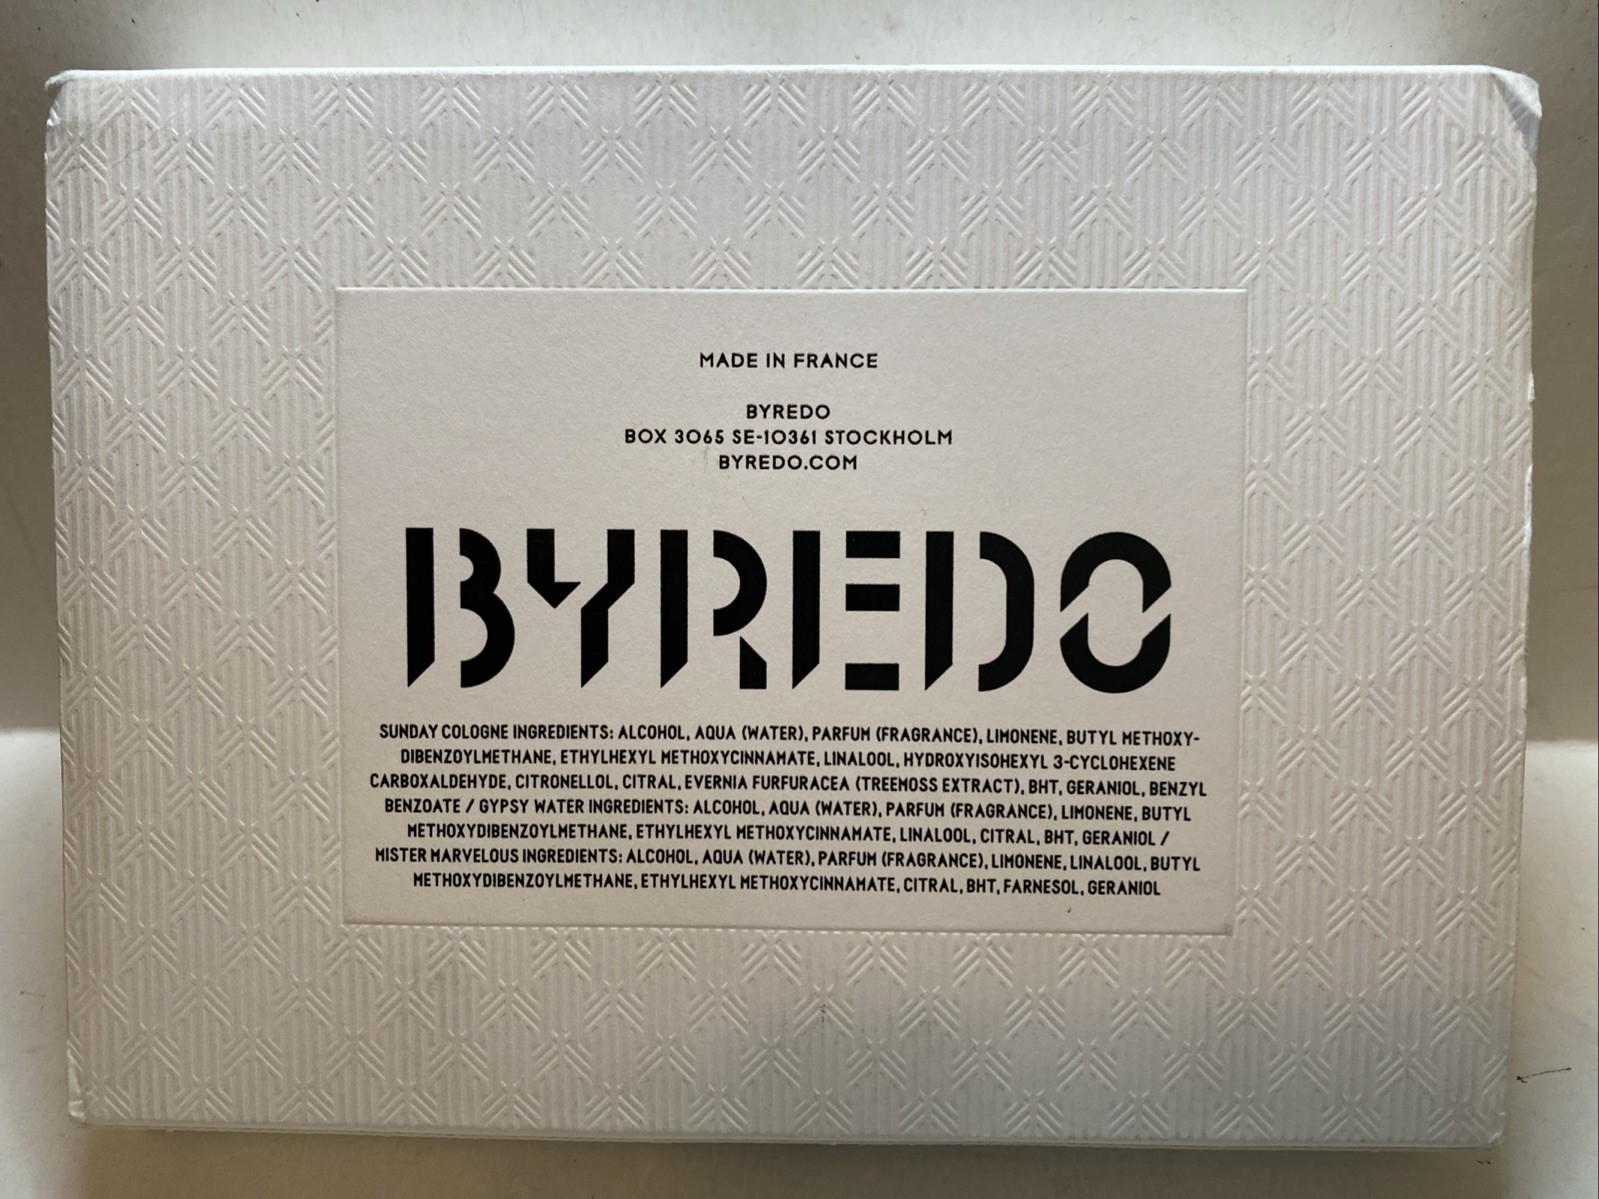 MADE IN FRANCE
BYREDO
BOX 3065 SE-10361 STOCKHOLM
BYREDO.COM
BYREDO
SUNDAY COLOGNE INGREDIENTS: ALCOHOL, AQUA (WATER), PARFUM (FRAGRANCE), LIMONENE, BUTYL METHOXY-
DIBENZOYLMETHANE, ETHYLHEXYL METHOXYCINNAMATE, LINALOOL, HYDROXYISOHEXYL 3-CYCLOHEXENE
CARBOXALDEHYDE, CITRONELLOL, CITRAL, EVERNIA FURFURACEA (TREEMOSS EXTRACT), BHT, GERANIOL, BENZYL
BENZOATE / GYPSY WATER INGREDIENTS: ALCOHOL, AQUA (WATER), PARFUM (FRAGRANCE), LIMONENE, BUTYL
METHOXYDIBENZOYLMETHANE, ETHYLHEXYL METHOXYCINNAMATE, LINALOOL, CITRAL, BHT, GERANIOL /
MISTER MARVELOUS INGREDIENTS: ALCOHOL, AQUA (WATER), PARFUM (FRAGRANCE), LIMONENE, LINALOOL, BUTYL
METHOXYDIBENZOYLMETHANE, ETHYLHEXYL METHOXYCINNAMATE, CITRAL, BHT, FARNESOL, GERANIOL